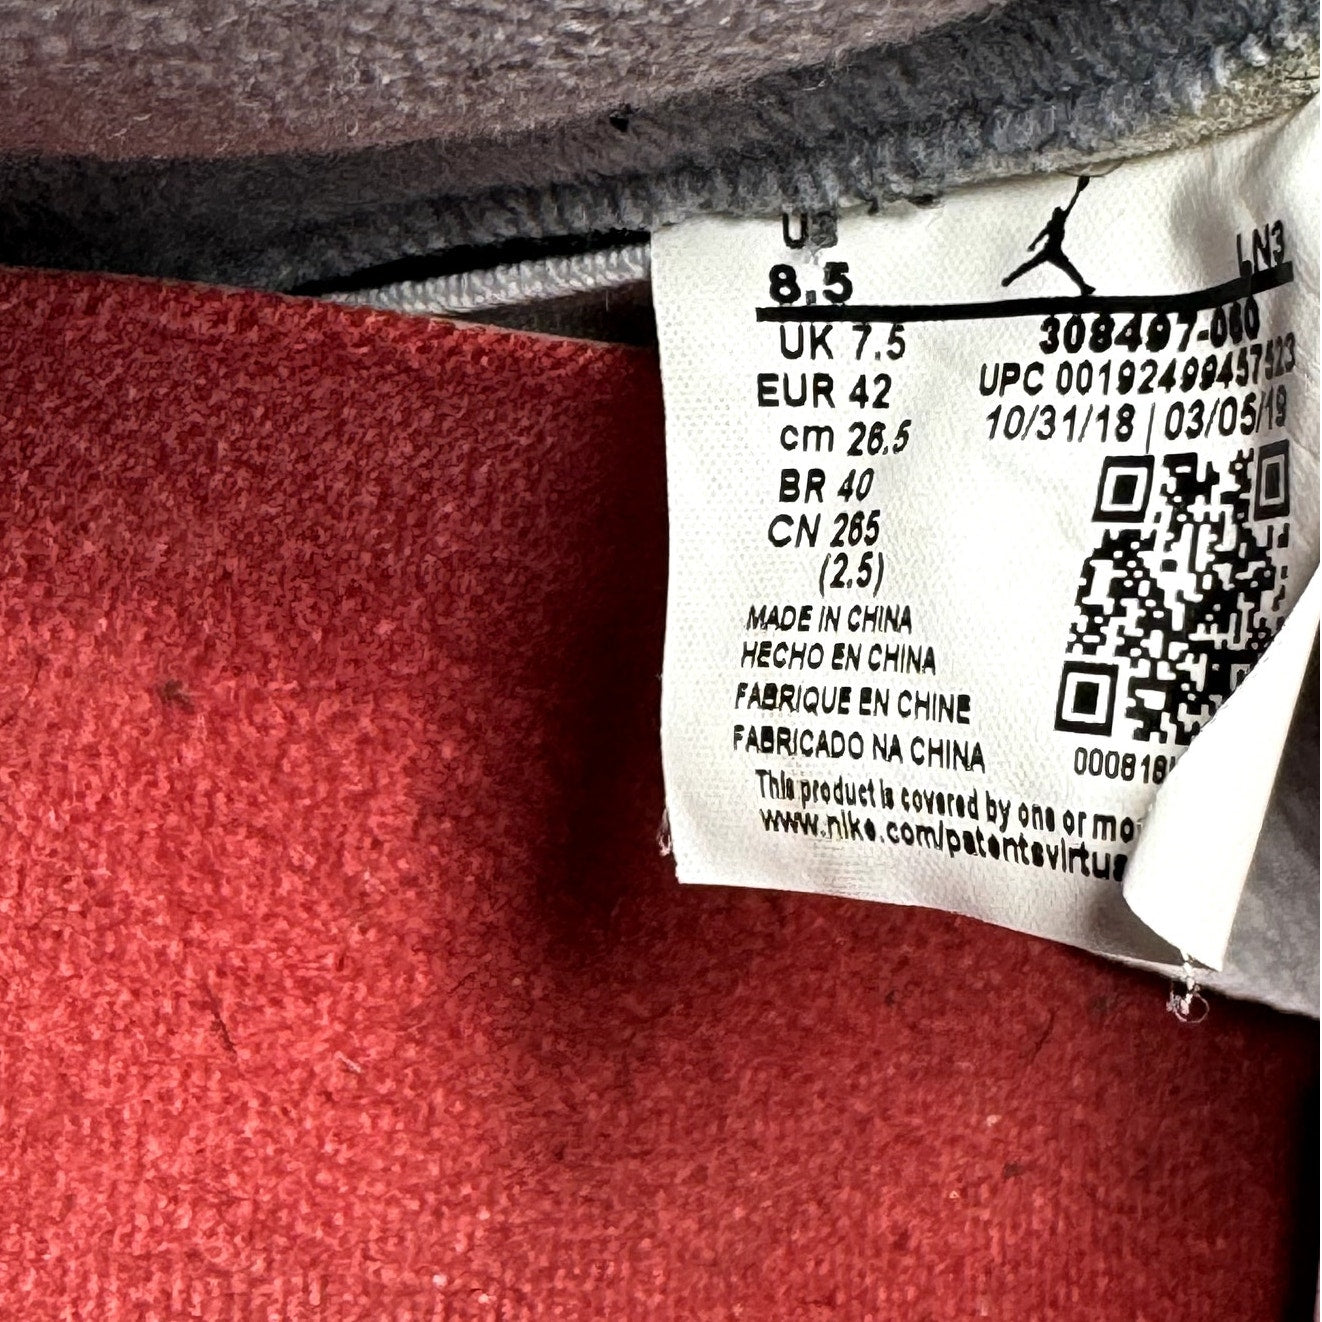 US LN3
8.5
308497-060
UK 7.5
UPC 00192499457523
EUR 42
10/31/18 | 03/05/19
cm 26.5
BR 40
CN 265
(2.5)
MADE IN CHINA
HECHO EN CHINA
FABRIQUE EN CHINE
FABRICADO NA CHINA
This product is covered by one or
www.nike.com/patentsvirtua